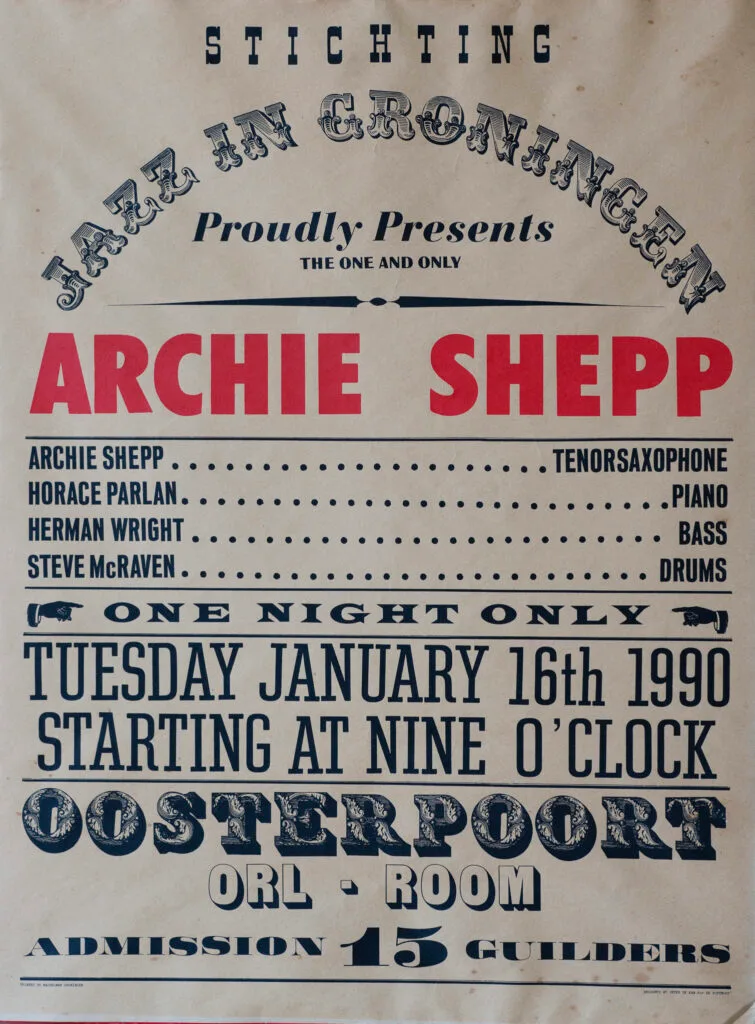 STICHTING
JAZZ IN GRONINGEN
Proudly Presents
THE ONE AND ONLY
ARCHIE SHEPP
ARCHIE SHEPP . . . . . . . . . . . . . . . . . . . . . TENORSAXOPHONE
HORACE PARLAN . . . . . . . . . . . . . . . . . . . . . . . . . . . PIANO
HERMAN WRIGHT . . . . . . . . . . . . . . . . . . . . . . . . . . BASS
STEVE McRAVEN . . . . . . . . . . . . . . . . . . . . . . . . . DRUMS
ONE NIGHT ONLY
TUESDAY JANUARY 16th 1990
STARTING AT NINE O'CLOCK
OOSTERPOORT
ORL - ROOM
ADMISSION 15 GUILDERS